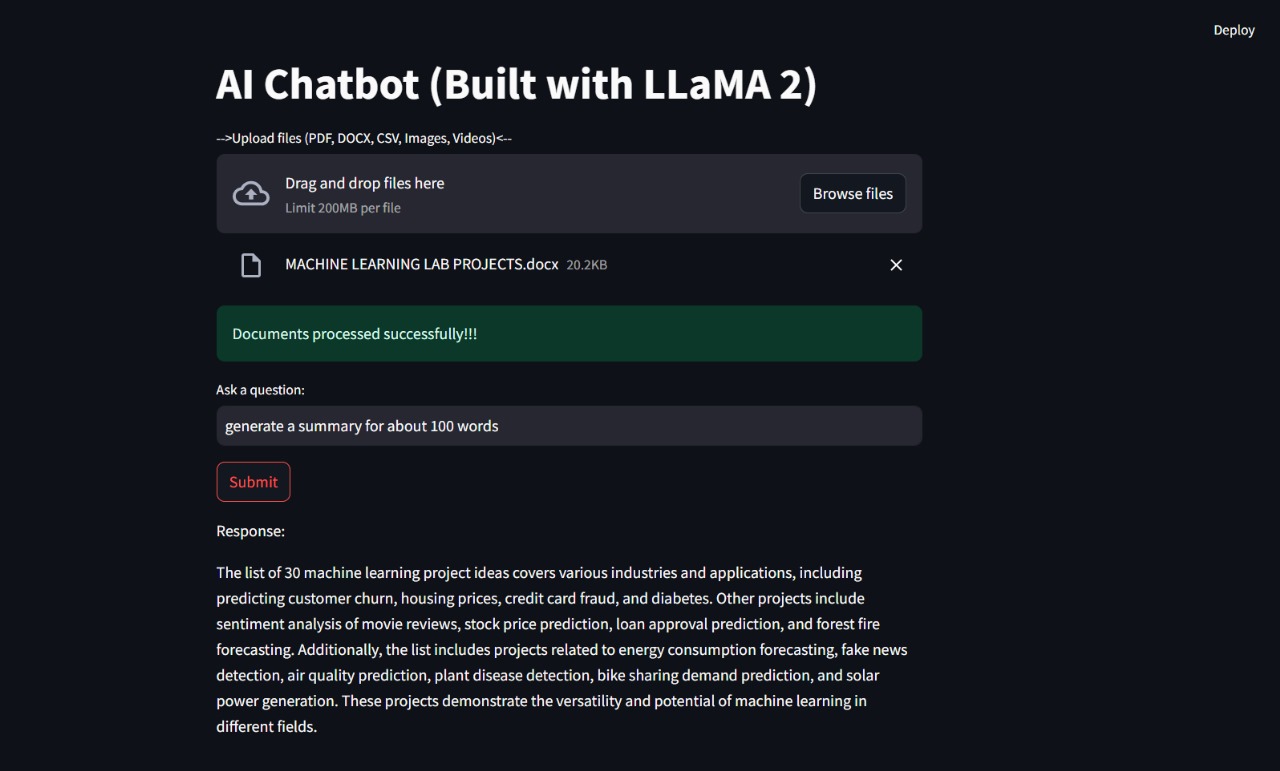 Deploy
AI Chatbot (Built with LLaMA 2)
-->Upload files (PDF, DOCX, CSV, Images, Videos)<--
Drag and drop files here
Limit 200MB per file
Browse files
MACHINE LEARNING LAB PROJECTS.docx 20.2KB
Documents processed successfully!!!
Ask a question:
generate a summary for about 100 words
Submit
Response:
The list of 30 machine learning project ideas covers various industries and applications, including
predicting customer churn, housing prices, credit card fraud, and diabetes. Other projects include
sentiment analysis of movie reviews, stock price prediction, loan approval prediction, and forest fire
forecasting. Additionally, the list includes projects related to energy consumption forecasting, fake news
detection, air quality prediction, plant disease detection, bike sharing demand prediction, and solar
power generation. These projects demonstrate the versatility and potential of machine learning in
different fields.